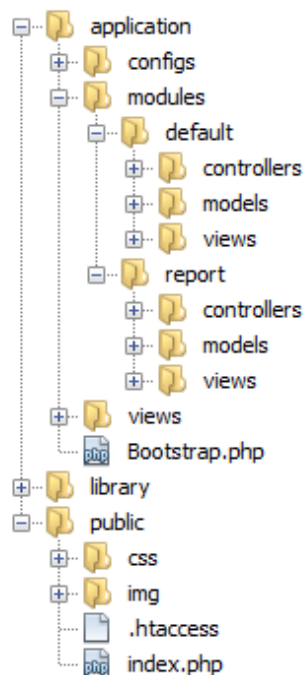 application
configs
modules
default
controllers
models
views
report
controllers
models
views
views
Bootstrap.php
library
public
css
img
.htaccess
index.php